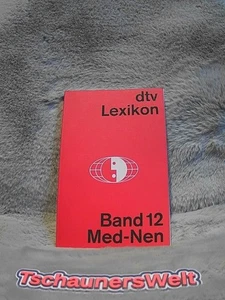 dtv
Lexikon
Band 12
Med-Nen
TschaunersWelt